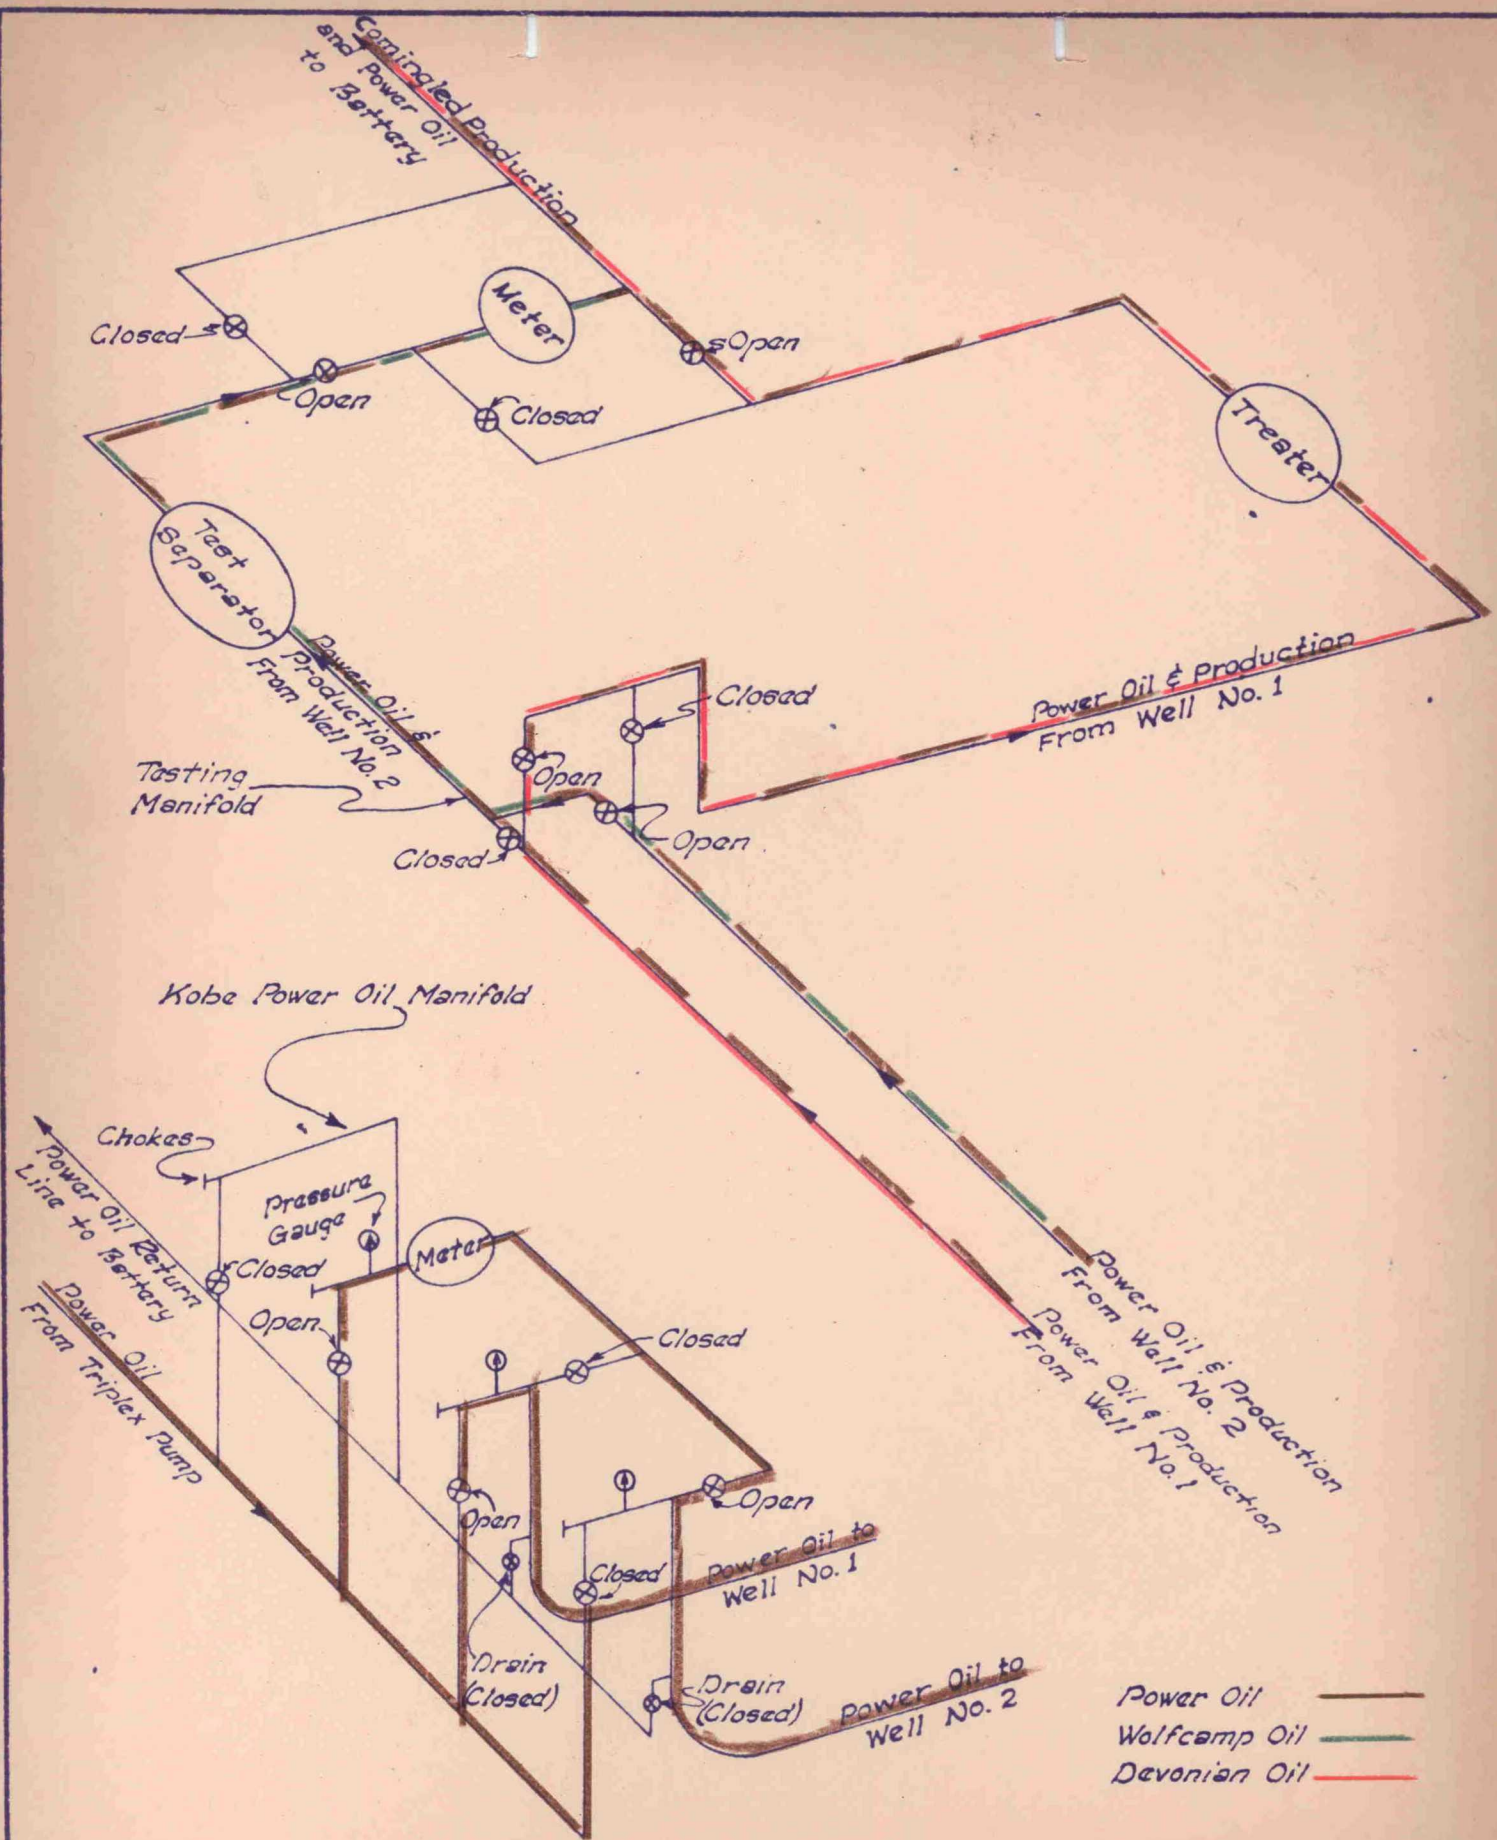 Comingled Production
and Power Oil
to Battery
Meter
Closed
Open
Open
Closed
Treater
Test
Separator
Power Oil &
Production
From Well No. 2
Closed
Power Oil & Production
From Well No. 1
Testing
Manifold
Open
Open
Closed
Kobe Power Oil Manifold
Chokes
Power Oil Return
Line to Battery
Pressure
Gauge
Meter
Closed
Power Oil
From Triplex Pump
Open
Closed
Power Oil & Production
From Well No. 2
Power Oil & Production
From Well No. 1
Open
Open
Closed
Power Oil to
Well No. 1
Drain
(Closed)
Drain
(Closed)
Power Oil to
Well No. 2
Power Oil
Wolfcamp Oil
Devonian Oil